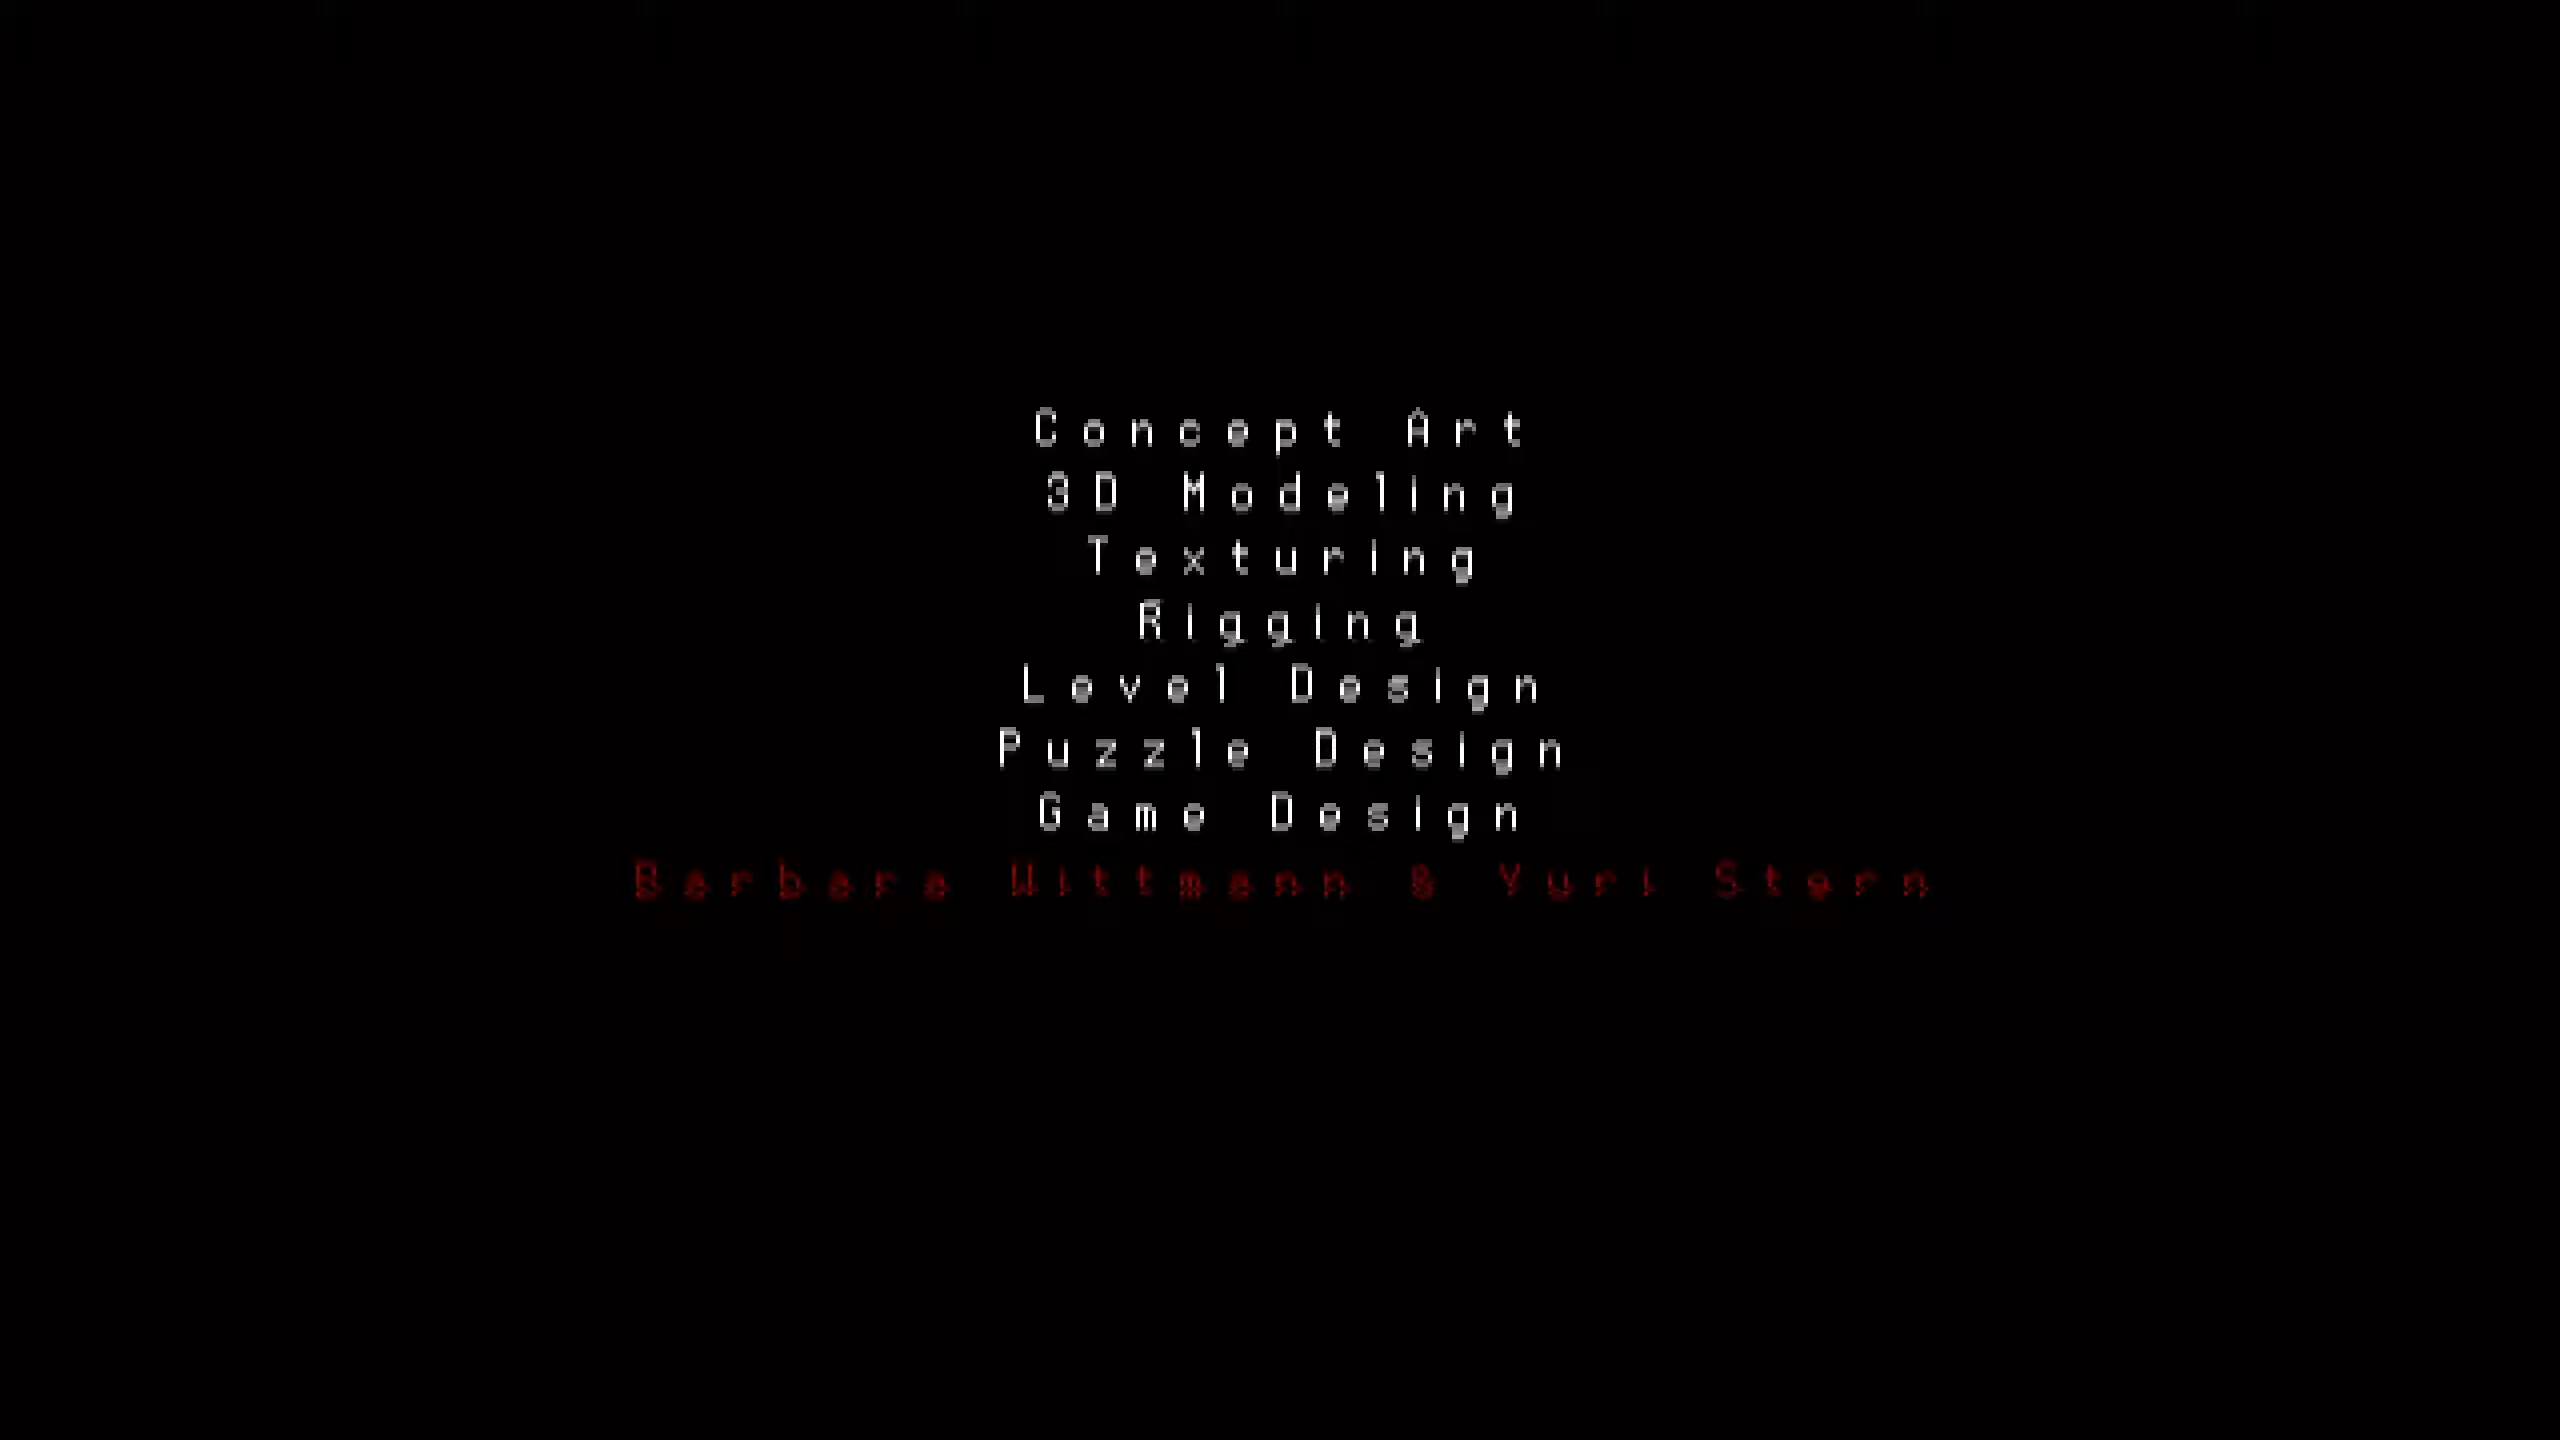 Concept Art
3D Modeling
Texturing
Rigging
Level Design
Puzzle Design
Game Design
Barbara Wittmann & Yuri Stern